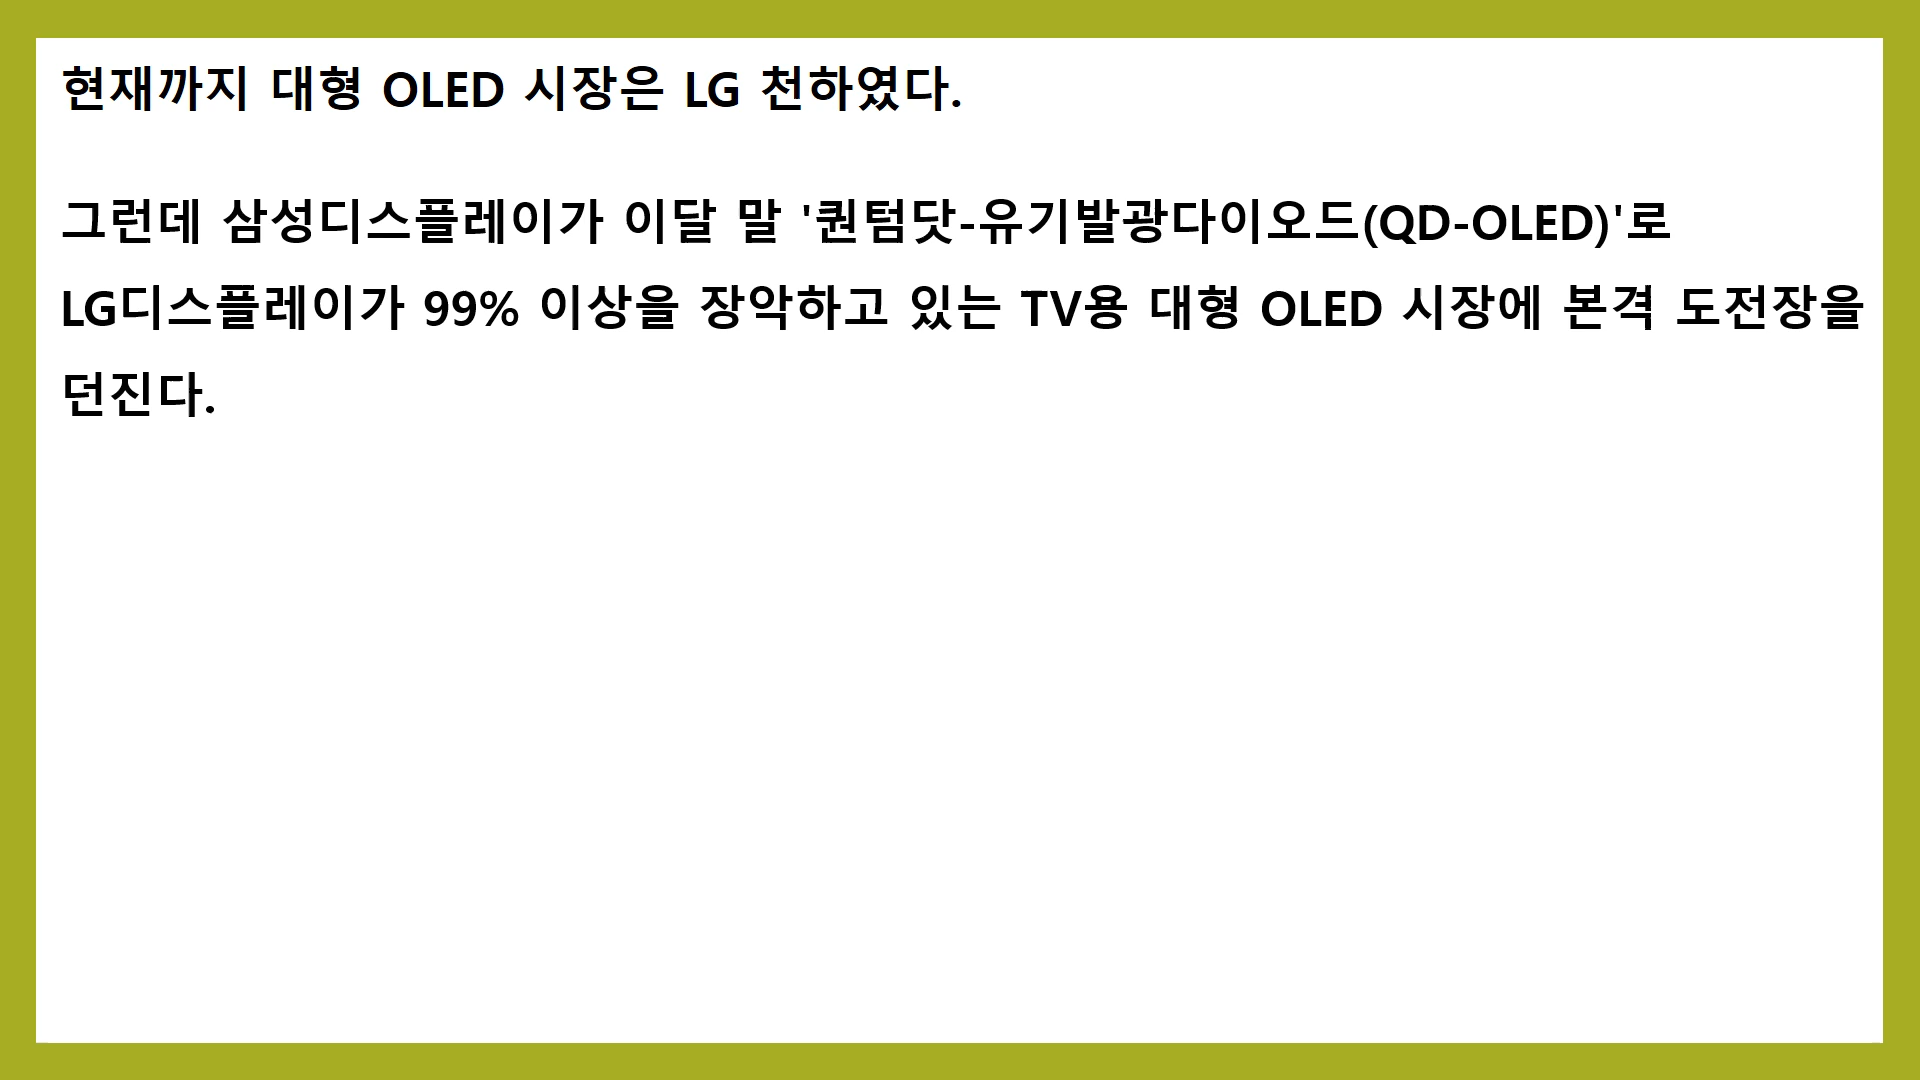 현재까지 대형 OLED 시장은 LG 천하였다.
그런데 삼성디스플레이가 이달 말 '퀀텀닷-유기발광다이오드(QD-OLED)'로
LG디스플레이가 99% 이상을 장악하고 있는 TV용 대형 OLED 시장에 본격 도전장을
던진다.